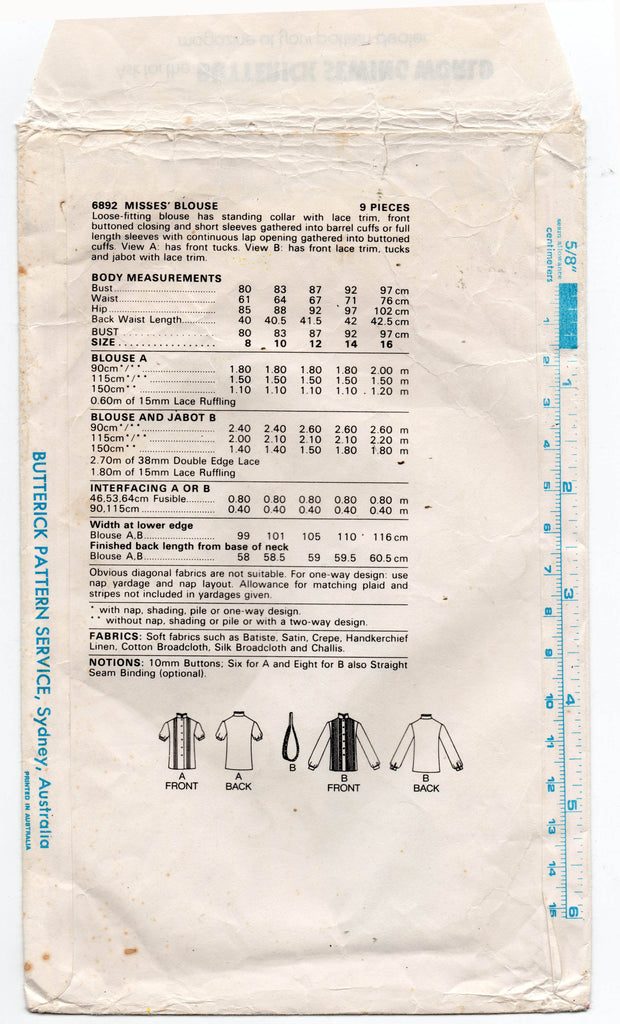 magazine at your pattern dealer
Ask for the BUTTERICK SEWING WORLD
6892 MISSES' BLOUSE 9 PIECES
Loose-fitting blouse has standing collar with lace trim, front
buttoned closing and short sleeves gathered into barrel cuffs or full
length sleeves with continuous lap opening gathered into buttoned
cuffs. View A: has front tucks. View B: has front lace trim, tucks
and jabot with lace trim.
BODY MEASUREMENTS
Bust 80 83 87 92 97 cm
Waist 61 64 67 71 76 cm
Hip 85 88 92 97 102 cm
Back Waist Length 40 40.5 41.5 42 42.5 cm
BUST 80 83 87 92 97 cm
SIZE 8 10 12 14 16
BLOUSE A
90cm*/** 1.80 1.80 1.80 1.80 2.00 m
115cm*/** 1.50 1.50 1.50 1.50 1.50 m
150cm** 1.10 1.10 1.10 1.10 1.20 m
0.60m of 15mm Lace Ruffling
BLOUSE AND JABOT B
90cm*/** 2.40 2.40 2.60 2.60 2.60 m
115cm*/** 2.00 2.10 2.10 2.10 2.20 m
150cm** 1.40 1.40 1.50 1.80 1.80 m
2.70m of 38mm Double Edge Lace
1.80m of 15mm Lace Ruffling
INTERFACING A OR B
46,53,64cm Fusible 0.80 0.80 0.80 0.80 0.80 m
90,115cm 0.40 0.40 0.40 0.40 0.40 m
Width at lower edge
Blouse A,B 99 101 105 110 116 cm
Finished back length from base of neck
Blouse A,B 58 58.5 59 59.5 60.5 cm
Obvious diagonal fabrics are not suitable. For one-way design: use
nap yardage and nap layout. Allowance for matching plaid and
stripes not included in yardages given.
* with nap, shading, pile or one-way design.
** without nap, shading or pile or with a two-way design.
FABRICS: Soft fabrics such as Batiste, Satin, Crepe, Handkerchief
Linen, Cotton Broadcloth, Silk Broadcloth and Challis.
NOTIONS: 10mm Buttons; Six for A and Eight for B also Straight
Seam Binding (optional).
A
FRONT
A
BACK
B
B
FRONT
B
BACK
BUTTERICK PATTERN SERVICE, Sydney, Australia
PRINTED IN AUSTRALIA
5/8"
seam allowance
centimeters
1 2 3 4 5 6 7 8 9 10 11 12 13 14 15
1 2 3 4 5 6